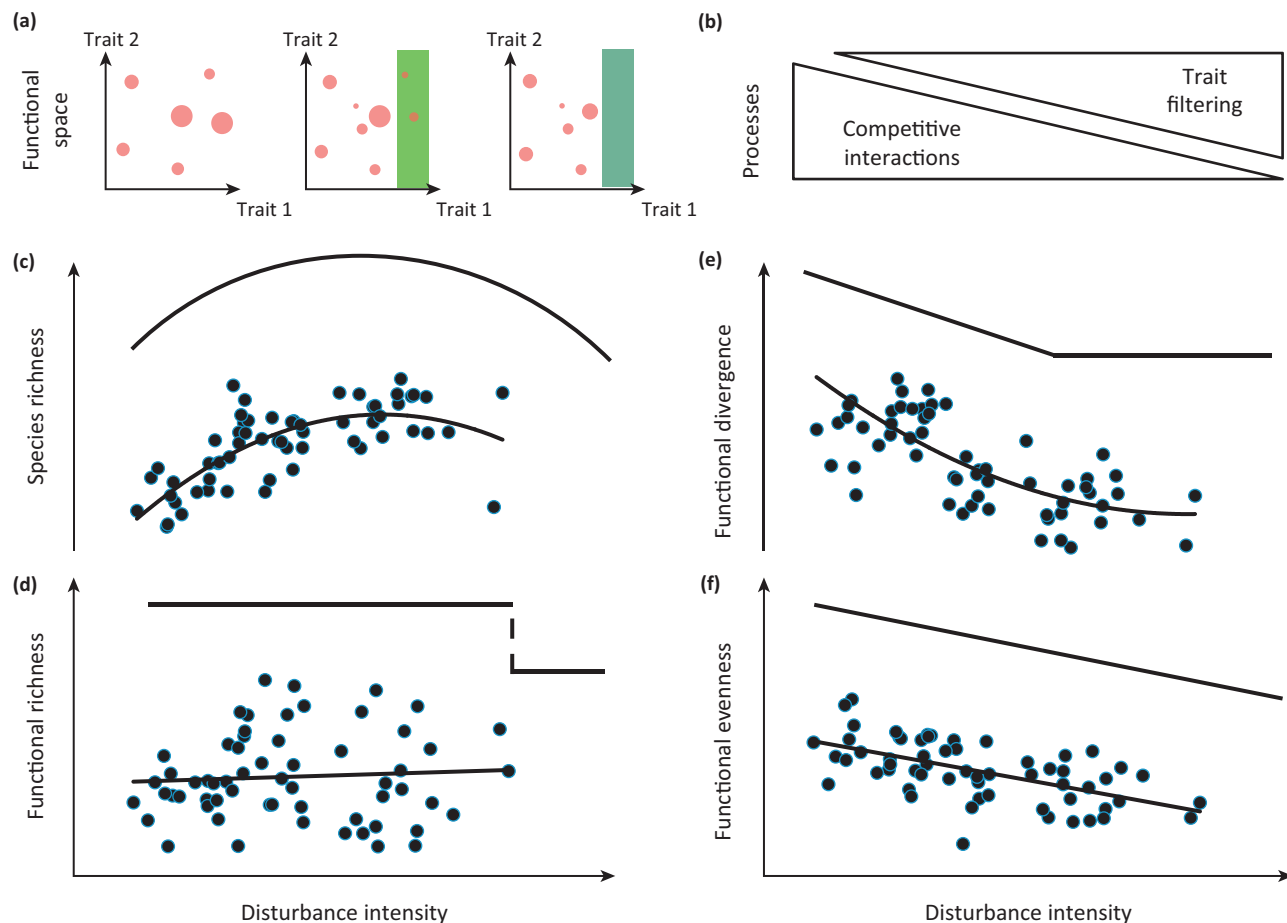 (a)
Trait 2
Trait 2
Trait 2
Functional
space
Trait 1
Trait 1
Trait 1
(b)
Processes
Trait
filtering
Competitive
interactions
(c)
Species richness
(d)
Functional richness
Disturbance intensity
(e)
Functional divergence
(f)
Functional evenness
Disturbance intensity